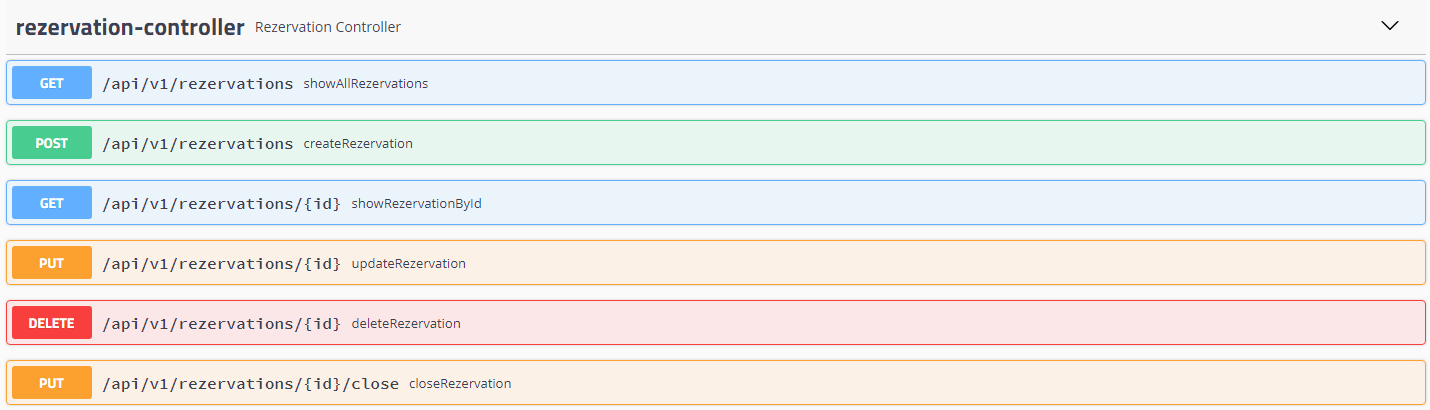 rezervation-controller Rezervation Controller
GET /api/v1/rezervations showAllRezervations
POST /api/v1/rezervations createRezervation
GET /api/v1/rezervations/{id} showRezervationById
PUT /api/v1/rezervations/{id} updateRezervation
DELETE /api/v1/rezervations/{id} deleteRezervation
PUT /api/v1/rezervations/{id}/close closeRezervation